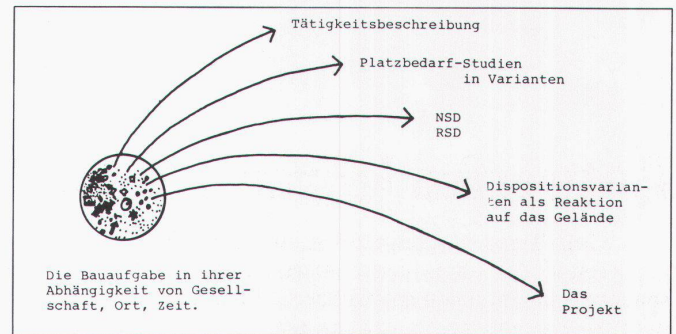 Tätigkeitsbeschreibung
Platzbedarf-Studien
in Varianten
NSD
RSD
Dispositionsvarian-
ten als Reaktion
auf das Gelände
Das
Projekt
Die Bauaufgabe in ihrer
Abhängigkeit von Gesell-
schaft, Ort, Zeit.